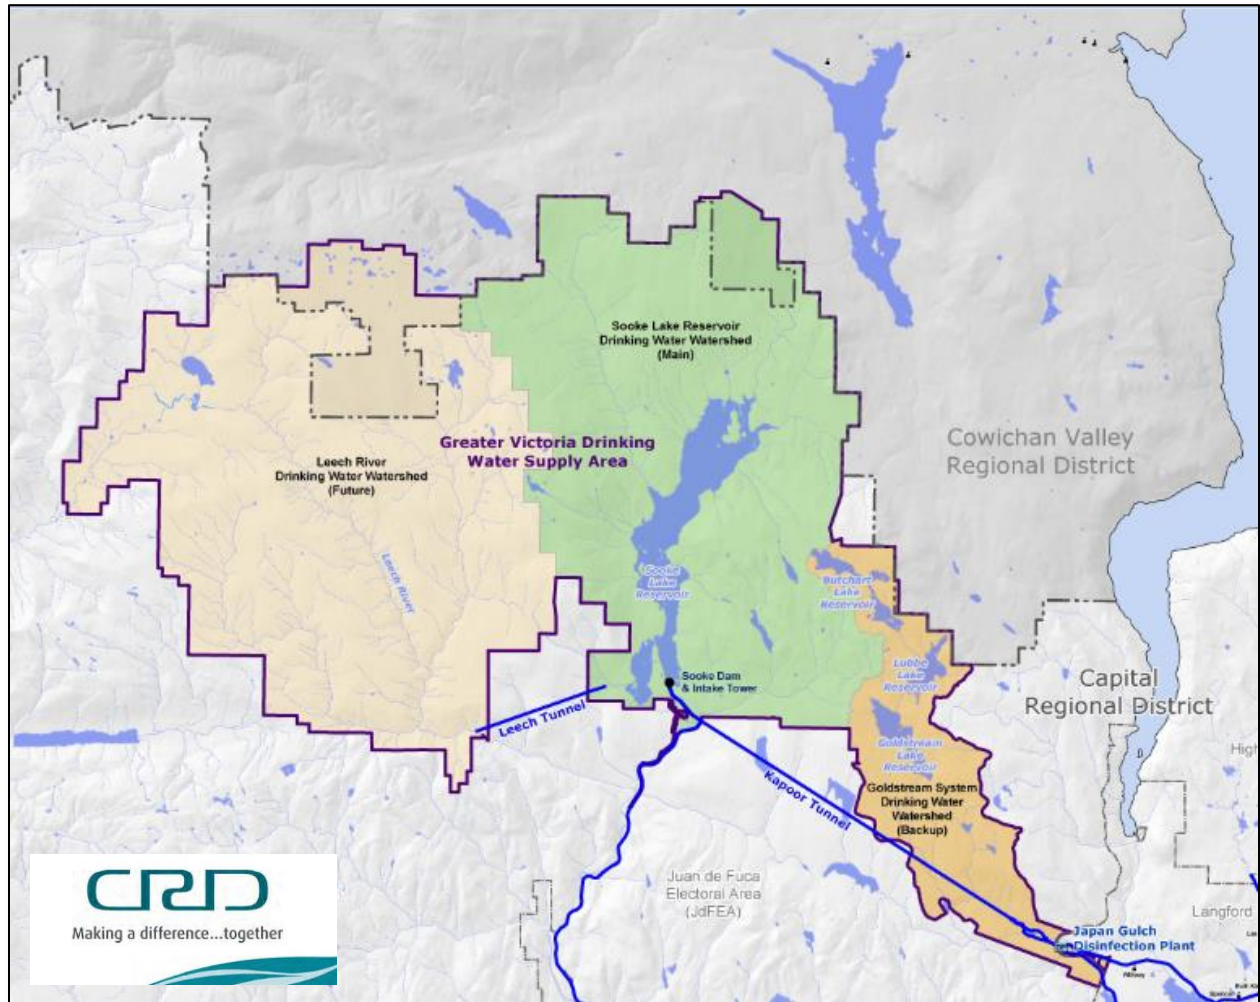 Sooke Lake Reservoir
Drinking Water Watershed
(Main)
Cowichan Valley
Regional District
Greater Victoria Drinking
Water Supply Area
Leech River
Drinking Water Watershed
(Future)
Leech River
Sooke
Lake
Reservoir
Butchart
Lake
Reservoir
Lubbe
Lake
Reservoir
Sooke Dam
& Intake Tower
Capital
Regional District
Leech Tunnel
Goldstream
Lake
Reservoir
High
Kapoor Tunnel
Goldstream System
Drinking Water
Watershed
(Backup)
Juan de Fuca
Electoral Area
(JdFEA)
CRD
Making a difference...together
Langford
Japan Gulch
Disinfection Plant